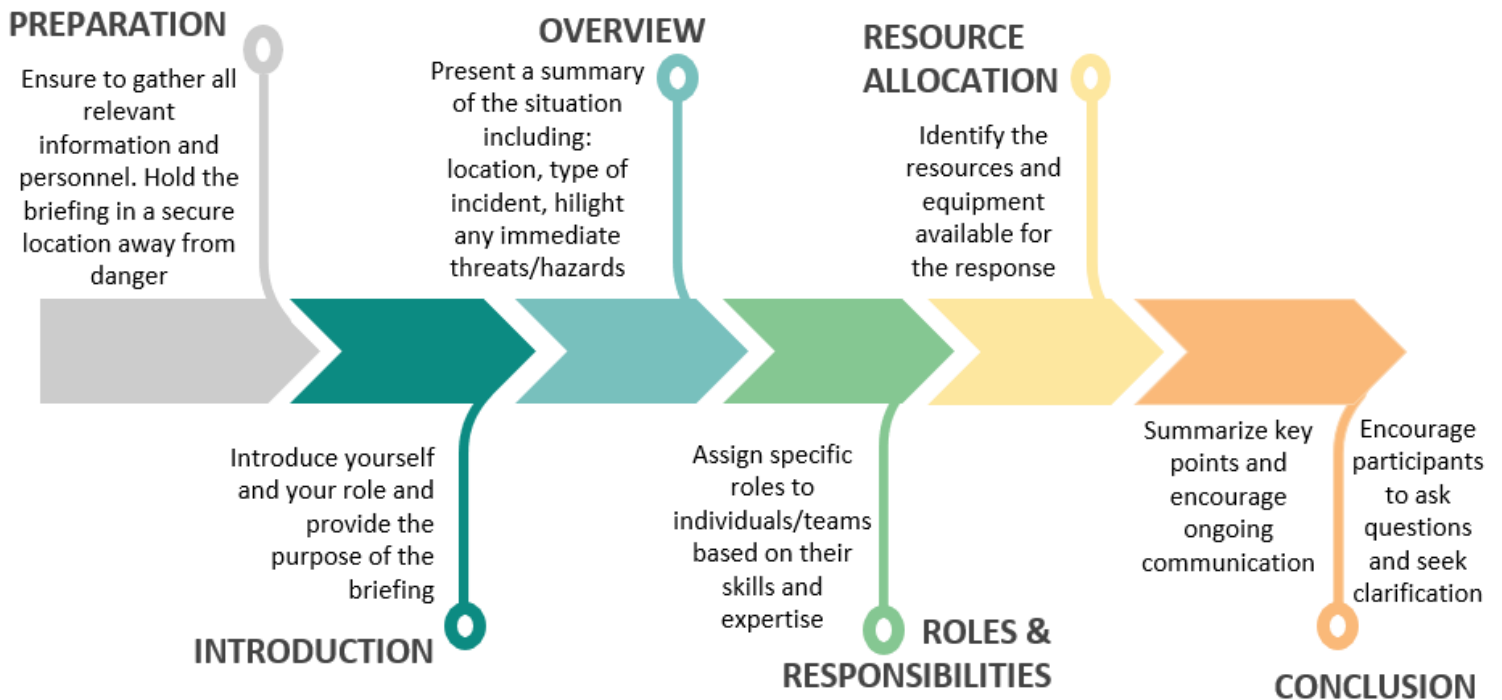 PREPARATION
Ensure to gather all
relevant
information and
personnel. Hold the
briefing in a secure
location away from
danger
Introduce yourself
and your role and
provide the
purpose of the
briefing
INTRODUCTION
OVERVIEW
Present a summary
of the situation
including:
location, type of
incident, hilight
any immediate
threats/hazards
Assign specific
roles to
individuals/teams
based on their
skills and
expertise
ROLES &
RESPONSIBILITIES
RESOURCE
ALLOCATION
Identify the
resources and
equipment
available for
the response
Summarize key
points and
encourage
ongoing
communication
Encourage
participants
to ask
questions
and seek
clarification
CONCLUSION